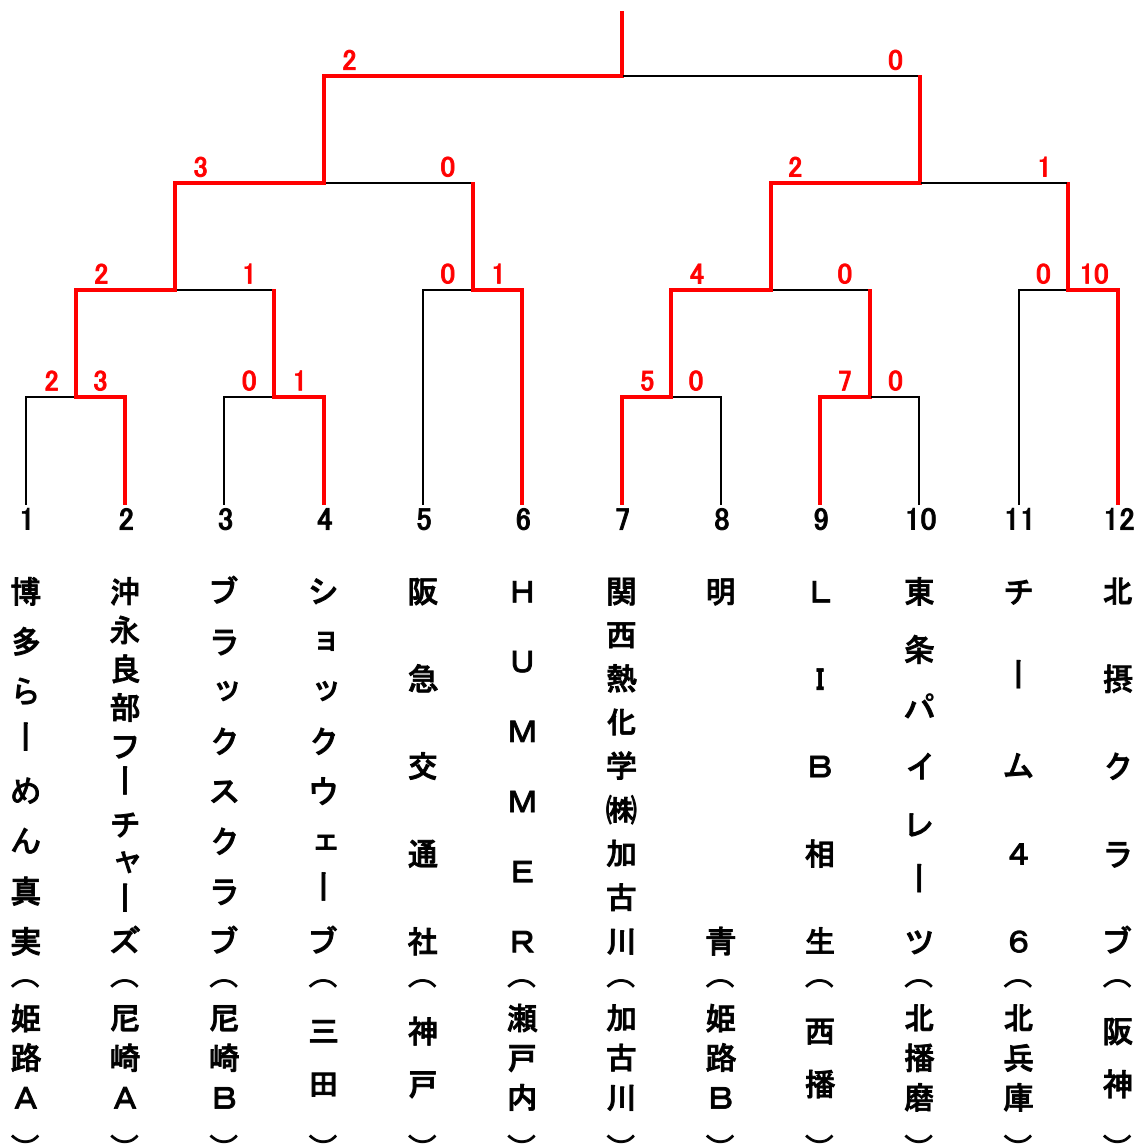 2 0
3 0 2 1
2 1 0 1 4 0 0 10
2 3 0 1 5 0 7 0
1 2 3 4 5 6 7 8 9 10 11 12
博多らーめん真実（姫路A）
沖永良部フーチャーズ（尼崎A）
ブラックスクラブ（尼崎B）
ショックウェーブ（三田）
阪急交通社（神戸）
HUMMER（瀬戸内）
関西熱化学㈱加古川（加古川）
明青（姫路B）
LIB相生（西播）
東条パイレーツ（北播磨）
チーム46（北兵庫）
北摂クラブ（阪神）